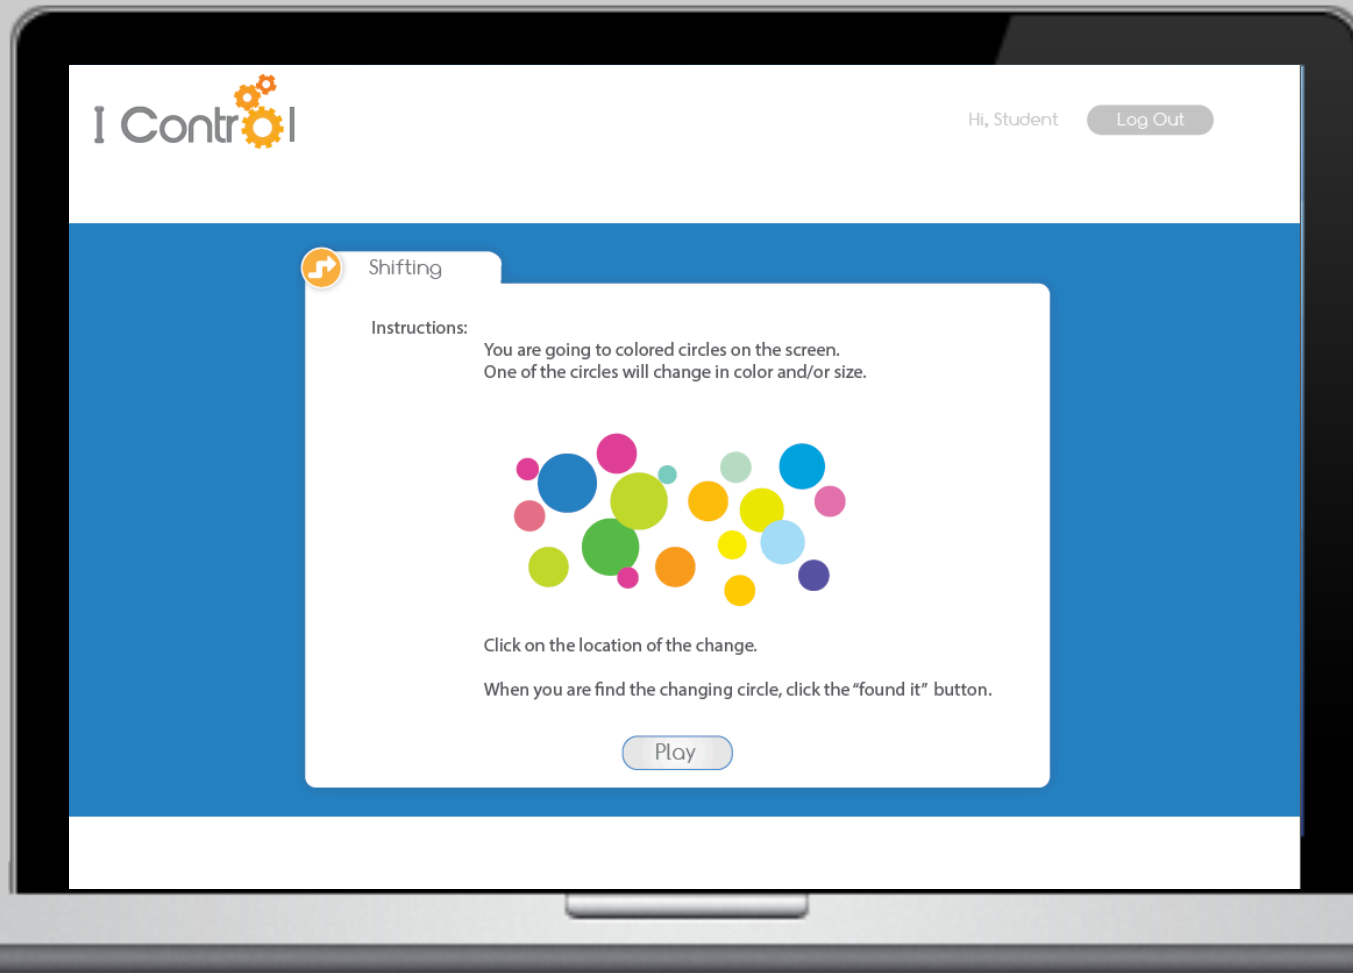 I Control
Hi, Student
Log Out
Shifting
Instructions:
You are going to colored circles on the screen.
One of the circles will change in color and/or size.
Click on the location of the change.
When you are find the changing circle, click the “found it” button.
Play